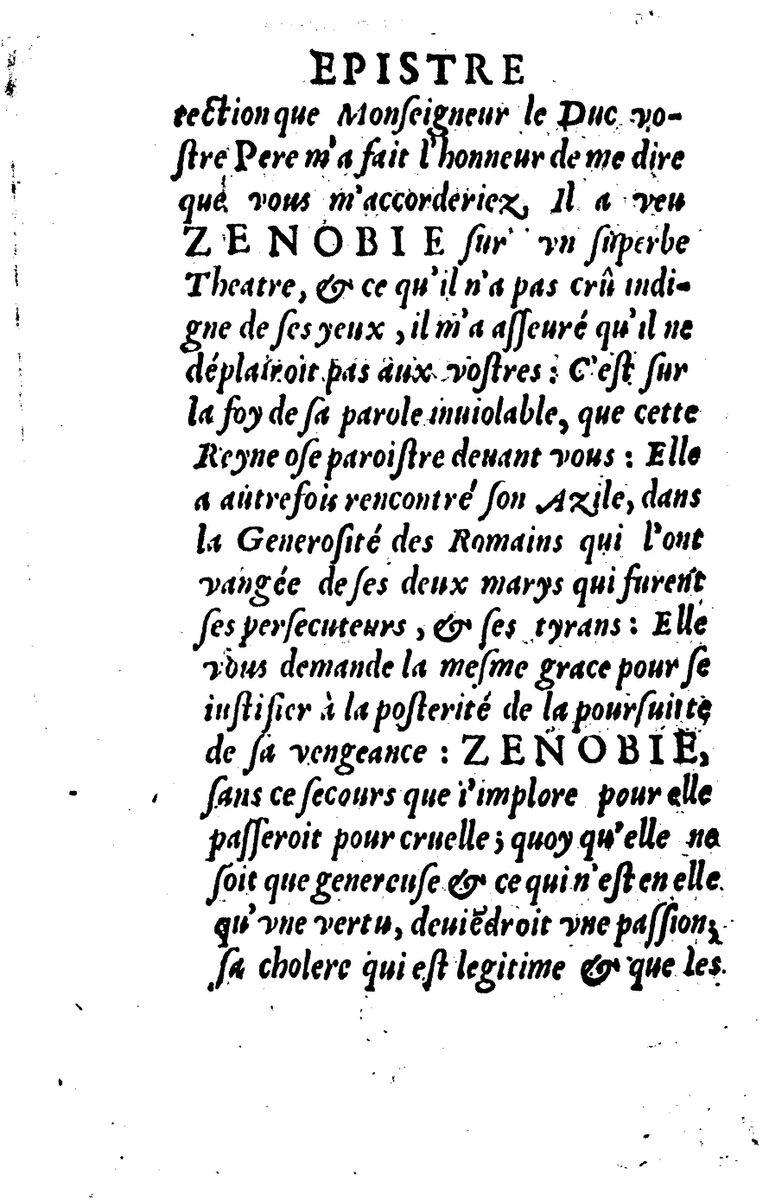 EPISTRE
tection que Monſeigneur le Duc vo-
ſtre Pere m'a fait l'honneur de me dire
que vous m'accorderiez, Il a veu
ZENOBIE ſur vn ſuperbe
Theatre, & ce qu'il n'a pas crû indi-
gne de ſes yeux, il m'a aſſeuré qu'il ne
déplairoit pas aux voſtres : C'eſt ſur
la foy de ſa parole inuiolable, que cette
Reyne oſe paroiſtre deuant vous : Elle
a autrefois rencontré ſon Azile, dans
la Generoſité des Romains qui l'ont
vangée de ſes deux marys qui furent
ſes perſecuteurs, & ſes tyrans : Elle
vous demande la meſme grace pour ſe
iuſtifier à la poſterité de la pourſuitte
de ſa vengeance : ZENOBIE,
ſans ce ſecours que i'implore pour elle
paſſeroit pour cruelle ; quoy qu'elle ne
ſoit que genereuſe & ce qui n'eſt en elle
qu'vne vertu, deuiẽdroit vne paſſion ;
ſa cholere qui eſt legitime & que les